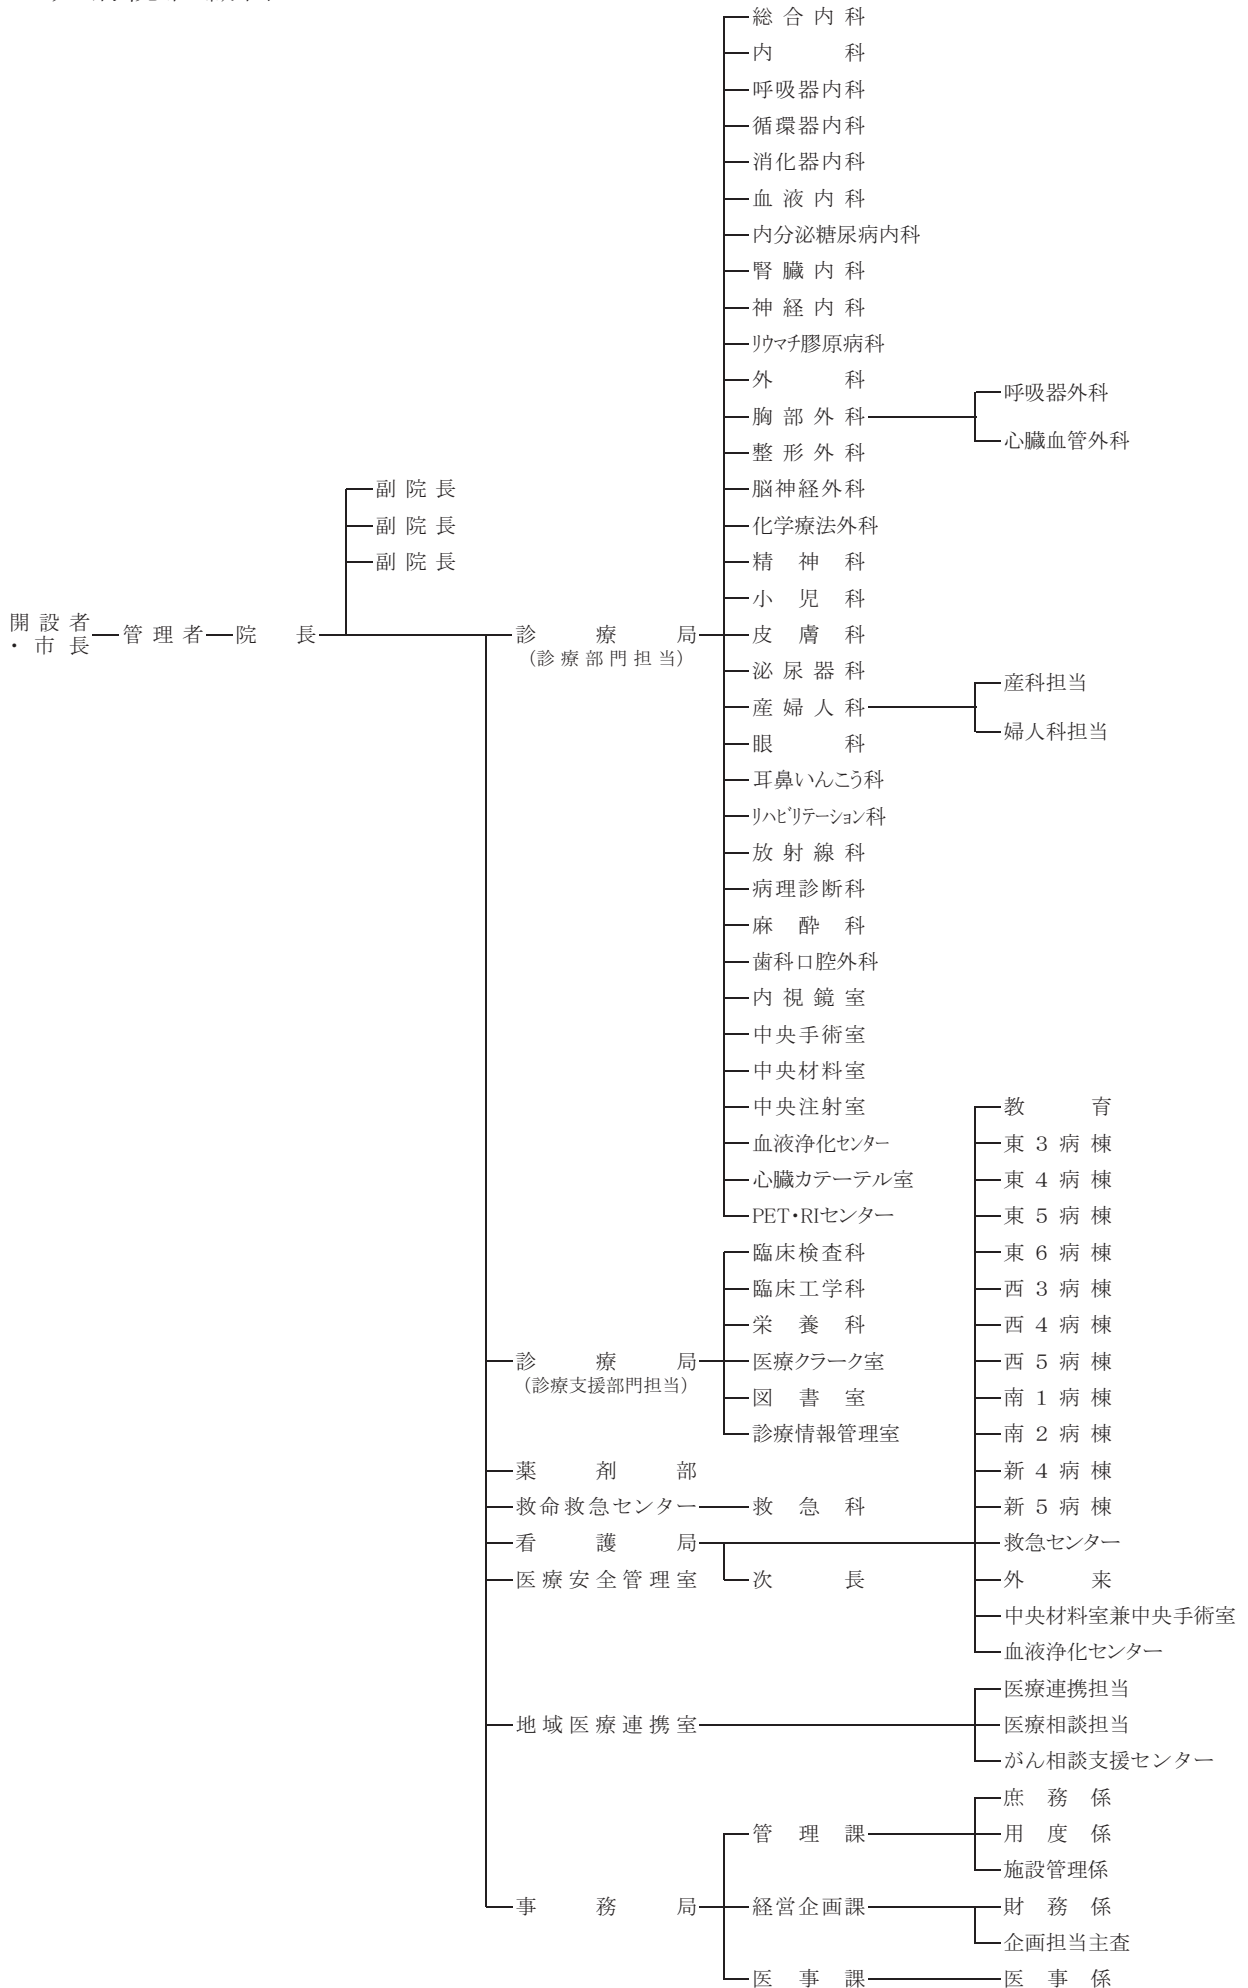 総合内科
内科
呼吸器内科
循環器内科
消化器内科
血液内科
内分泌糖尿病内科
腎臓内科
神経内科
リウマチ膠原病科
外科
胸部外科
呼吸器外科
心臓血管外科
整形外科
脳神経外科
化学療法外科
精神科
小児科
皮膚科
泌尿器科
産婦人科
産科担当
婦人科担当
眼科
耳鼻いんこう科
リハビリテーション科
放射線科
病理診断科
麻酔科
歯科口腔外科
内視鏡室
中央手術室
中央材料室
中央注射室
血液浄化センター
心臓カテーテル室
PET・RIセンター
副院長
副院長
副院長
開設者
・市長
管理者
院長
診療局
(診療部門担当)
臨床検査科
臨床工学科
栄養科
医療クラーク室
図書室
診療情報管理室
診療局
(診療支援部門担当)
薬剤部
救命救急センター
救急科
看護局
次長
教育
東3病棟
東4病棟
東5病棟
東6病棟
西3病棟
西4病棟
西5病棟
南1病棟
南2病棟
新4病棟
新5病棟
救急センター
外来
中央材料室兼中央手術室
血液浄化センター
医療安全管理室
地域医療連携室
医療連携担当
医療相談担当
がん相談支援センター
事務局
管理課
庶務係
用度係
施設管理係
経営企画課
財務係
企画担当主査
医事課
医事係